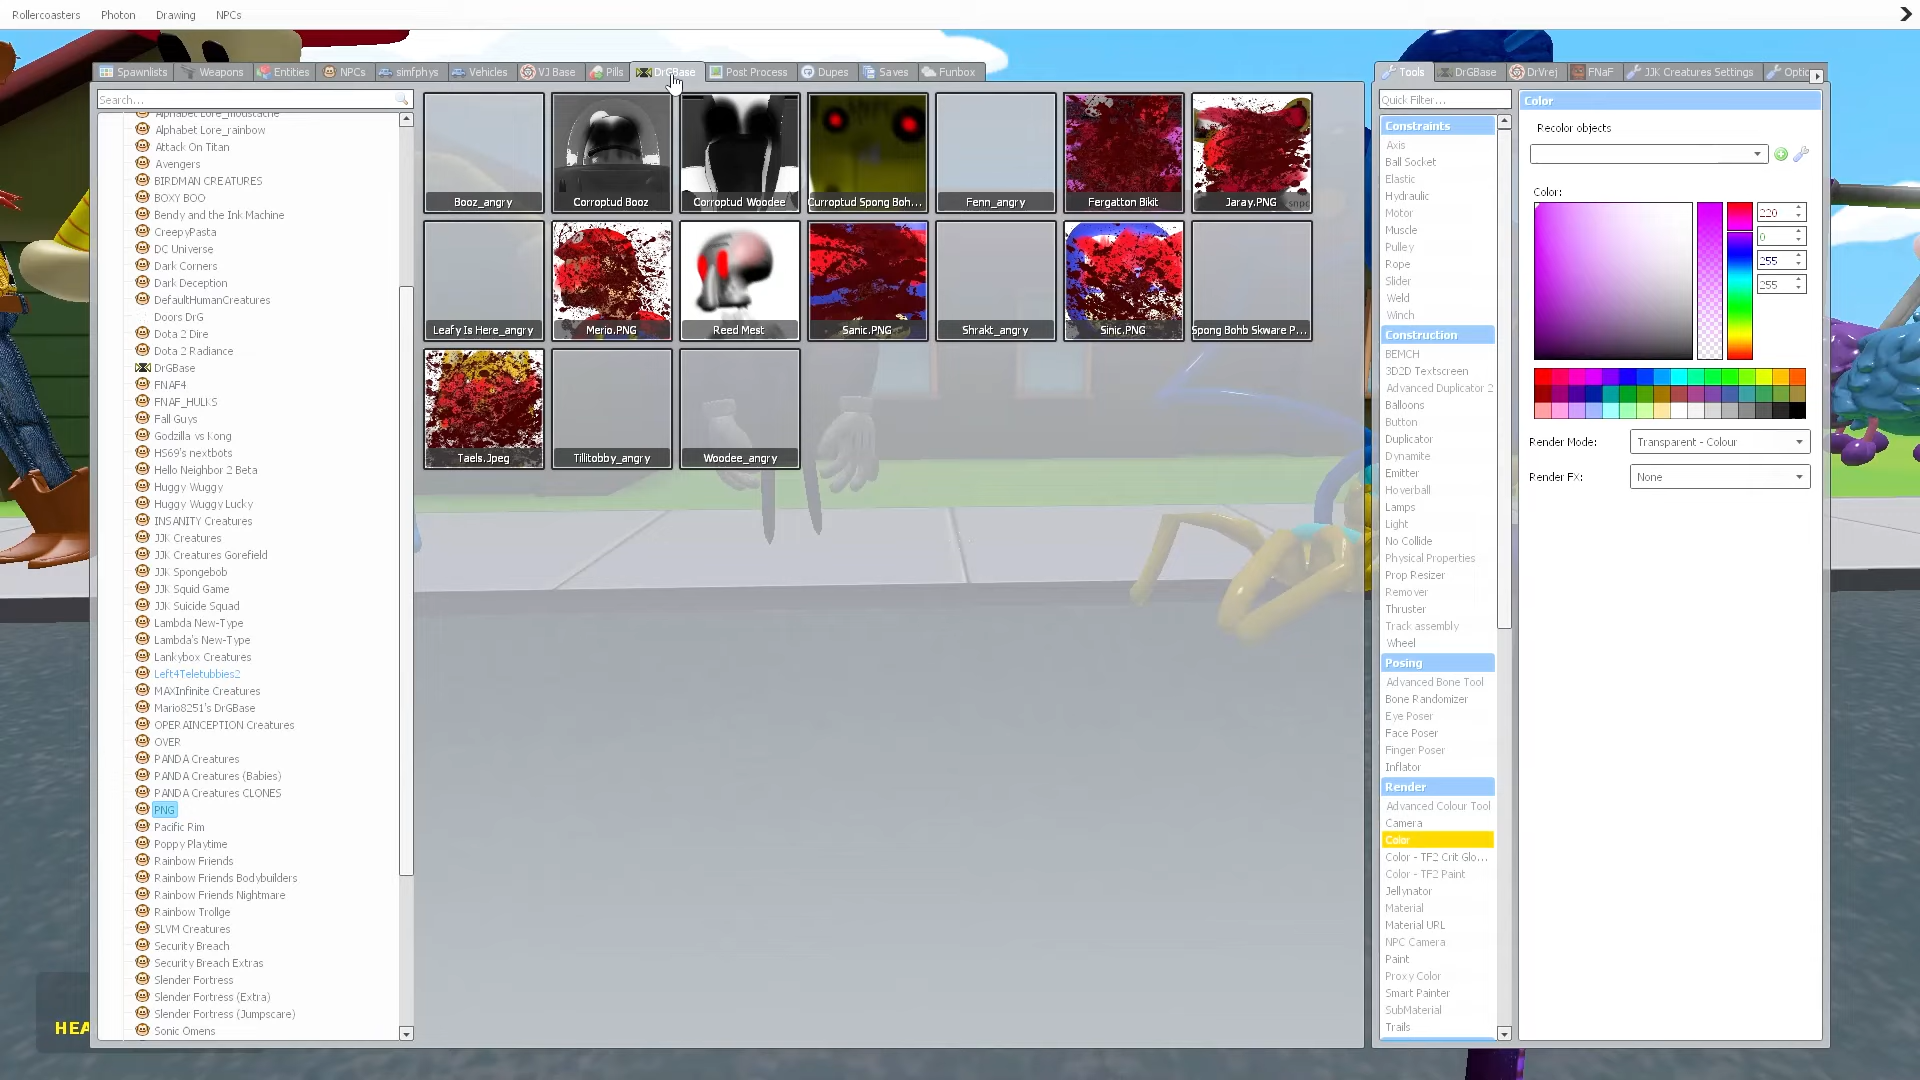 Rollercoasters Photon Drawing NPCs
Spawnlists Weapons Entities NPCs simfphys Vehicles VJ Base Pills DrGBase Post Process Dupes Saves Funbox
Search...
Alphabet Lore_moustache
Alphabet Lore_rainbow
Attack On Titan
Avengers
BIRDMAN CREATURES
BOXY BOO
Bendy and the Ink Machine
CreepyPasta
DC Universe
Dark Corners
Dark Deception
DefaultHumanCreatures
Doors DrG
Dota 2 Dire
Dota 2 Radiance
DrGBase
FNAF4
FNAF_HULKS
Fall Guys
Godzilla vs Kong
HS69's nextbots
Hello Neighbor 2 Beta
Huggy Wuggy
Huggy Wuggy Lucky
INSANITY Creatures
JJK Creatures
JJK Creatures Gorefield
JJK Spongebob
JJK Squid Game
JJK Suicide Squad
Lambda New-Type
Lambda's New-Type
Lankybox Creatures
Left4Teletubbies2
MAXInfinite Creatures
Mario8251's DrGBase
OPERAINCEPTION Creatures
OVER
PANDA Creatures
PANDA Creatures (Babies)
PANDA Creatures CLONES
PNG
Pacific Rim
Poppy Playtime
Rainbow Friends
Rainbow Friends Bodybuilders
Rainbow Friends Nightmare
Rainbow Trollge
SLVM Creatures
Security Breach
Security Breach Extras
Slender Fortress
Slender Fortress (Extra)
Slender Fortress (Jumpscare)
Sonic Omens
HEA
Booz_angry Corroptud Booz Corroptud Woodee Curroptud Spong Boh... Fenn_angry Fergatton Bikit Jaray.PNG
Leafy Is Here_angry Merio.PNG Reed Mest Sanic.PNG Shrakt_angry Sinic.PNG Spong Bohb Skware P...
Taels.Jpeg Tillitobby_angry Woodee_angry
Tools DrGBase DrVrej FNaF JJK Creatures Settings Optio
Quick Filter...
Constraints
Axis
Ball Socket
Elastic
Hydraulic
Motor
Muscle
Pulley
Rope
Slider
Weld
Winch
Construction
BEMCH
3D2D Textscreen
Advanced Duplicator 2
Balloons
Button
Duplicator
Dynamite
Emitter
Hoverball
Lamps
Light
No Collide
Physical Properties
Prop Resizer
Remover
Thruster
Track assembly
Wheel
Posing
Advanced Bone Tool
Bone Randomizer
Eye Poser
Face Poser
Finger Poser
Inflator
Render
Advanced Colour Tool
Camera
Color
Color - TF2 Crit Glo...
Color - TF2 Paint
Jellynator
Material
Material URL
NPC Camera
Paint
Proxy Color
Smart Painter
SubMaterial
Trails
Color
Recolor objects
Color:
220
0
255
255
Render Mode: Transparent - Colour
Render FX: None